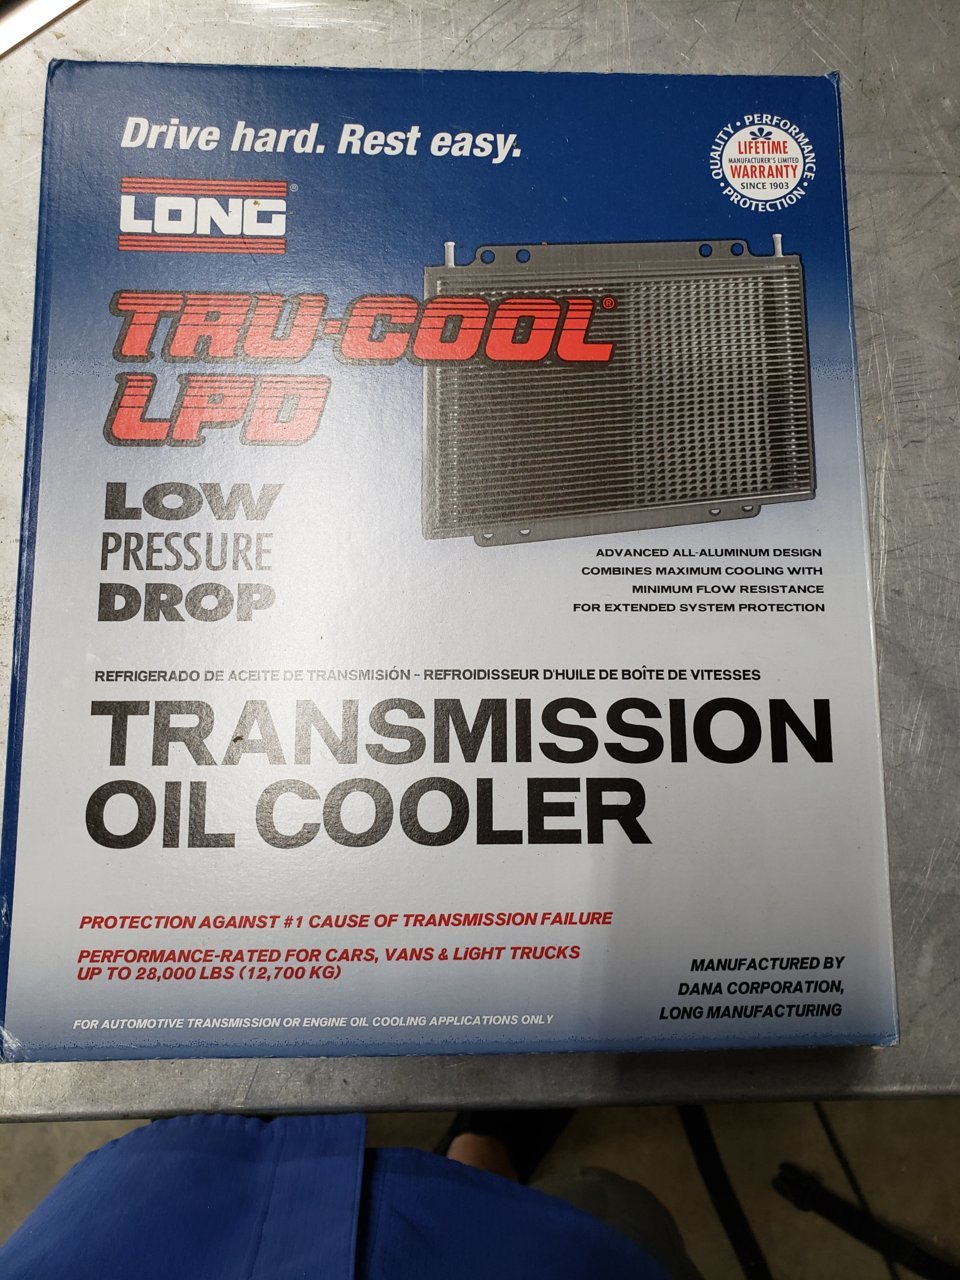 Drive hard. Rest easy.
QUALITY • PERFORMANCE • PROTECTION •
LIFETIME
MANUFACTURER'S LIMITED
WARRANTY
SINCE 1903
LONG®
TRU-COOL®
LPD
LOW
PRESSURE
DROP
ADVANCED ALL-ALUMINUM DESIGN
COMBINES MAXIMUM COOLING WITH
MINIMUM FLOW RESISTANCE
FOR EXTENDED SYSTEM PROTECTION
REFRIGERADO DE ACEITE DE TRANSMISIÓN - REFROIDISSEUR D'HUILE DE BOÎTE DE VITESSES
TRANSMISSION
OIL COOLER
PROTECTION AGAINST #1 CAUSE OF TRANSMISSION FAILURE
PERFORMANCE-RATED FOR CARS, VANS & LiGHT TRUCKS
UP TO 28,000 LBS (12,700 KG)
MANUFACTURED BY
DANA CORPORATION,
LONG MANUFACTURING
FOR AUTOMOTIVE TRANSMISSION OR ENGINE OIL COOLING APPLICATIONS ONLY